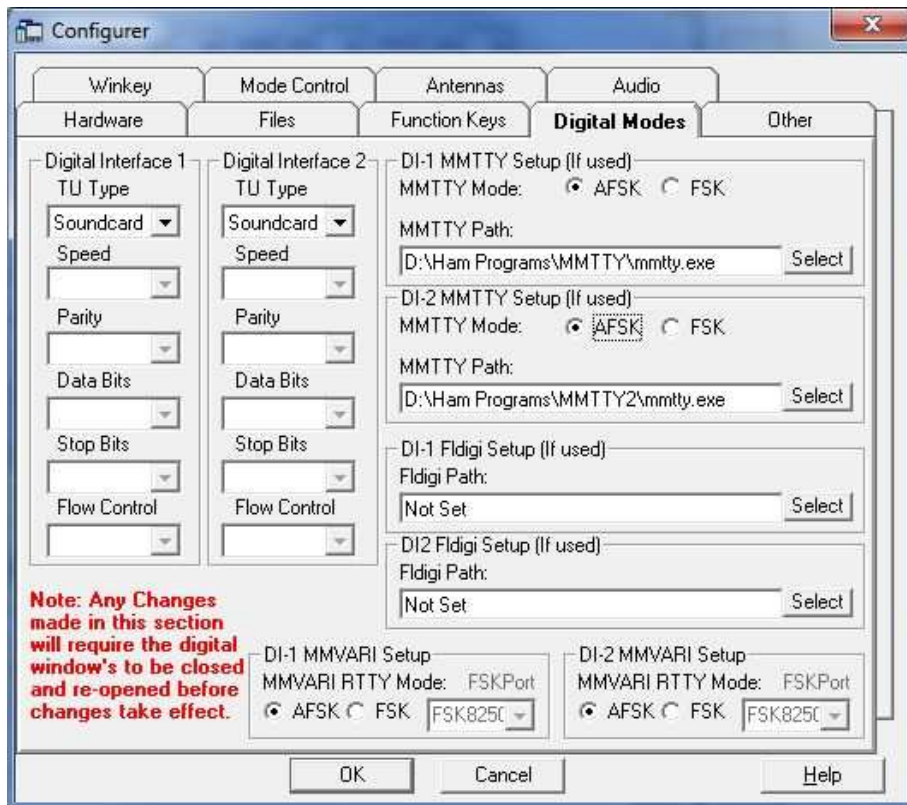 Configurer
Winkey
Mode Control
Antennas
Audio
Hardware
Files
Function Keys
Digital Modes
Other
Digital Interface 1
TU Type
Soundcard
Speed
Parity
Data Bits
Stop Bits
Flow Control
Digital Interface 2
TU Type
Soundcard
Speed
Parity
Data Bits
Stop Bits
Flow Control
DI-1 MMTTY Setup (If used)
MMTTY Mode: AFSK FSK
MMTTY Path:
D:\Ham Programs\MMTTY\mmtty.exe Select
DI-2 MMTTY Setup (If used)
MMTTY Mode: AFSK FSK
MMTTY Path:
D:\Ham Programs\MMTTY2\mmtty.exe Select
DI-1 Fldigi Setup (If used)
Fldigi Path:
Not Set Select
DI2 Fldigi Setup (If used)
Fldigi Path:
Not Set Select
Note: Any Changes
made in this section
will require the digital
window's to be closed
and re-opened before
changes take effect.
DI-1 MMVARI Setup
MMVARI RTTY Mode: FSKPort
AFSK FSK FSK825(
DI-2 MMVARI Setup
MMVARI RTTY Mode: FSKPort
AFSK FSK FSK825(
OK
Cancel
Help